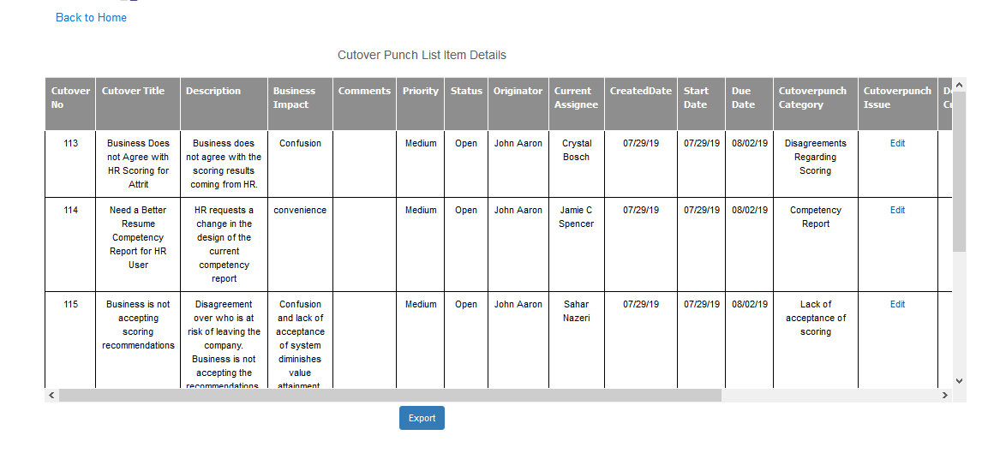 Back to Home
Cutover Punch List Item Details
Cutover No
Cutover Title
Description
Business Impact
Comments
Priority
Status
Originator
Current Assignee
CreatedDate
Start Date
Due Date
Cutoverpunch Category
Cutoverpunch Issue
113
Business Does
not Agree with
HR Scoring for
Attrit
Business does
not agree with the
scoring results
coming from HR.
Confusion
Medium
Open
John Aaron
Crystal
Bosch
07/29/19
07/29/19
08/02/19
Disagreements
Regarding
Scoring
Edit
114
Need a Better
Resume
Competency
Report for HR
User
HR requests a
change in the
design of the
current
competency
report
convenience
Medium
Open
John Aaron
Jamie C
Spencer
07/29/19
07/29/19
08/02/19
Competency
Report
Edit
115
Business is not
accepting
scoring
recommendations
Disagreement
over who is at
risk of leaving the
company.
Business is not
accepting the
recommendations
Confusion
and lack of
acceptance
of system
diminishes
value
attainment
Medium
Open
John Aaron
Sahar
Nazeri
07/29/19
07/29/19
08/02/19
Lack of
acceptance of
scoring
Edit
Export